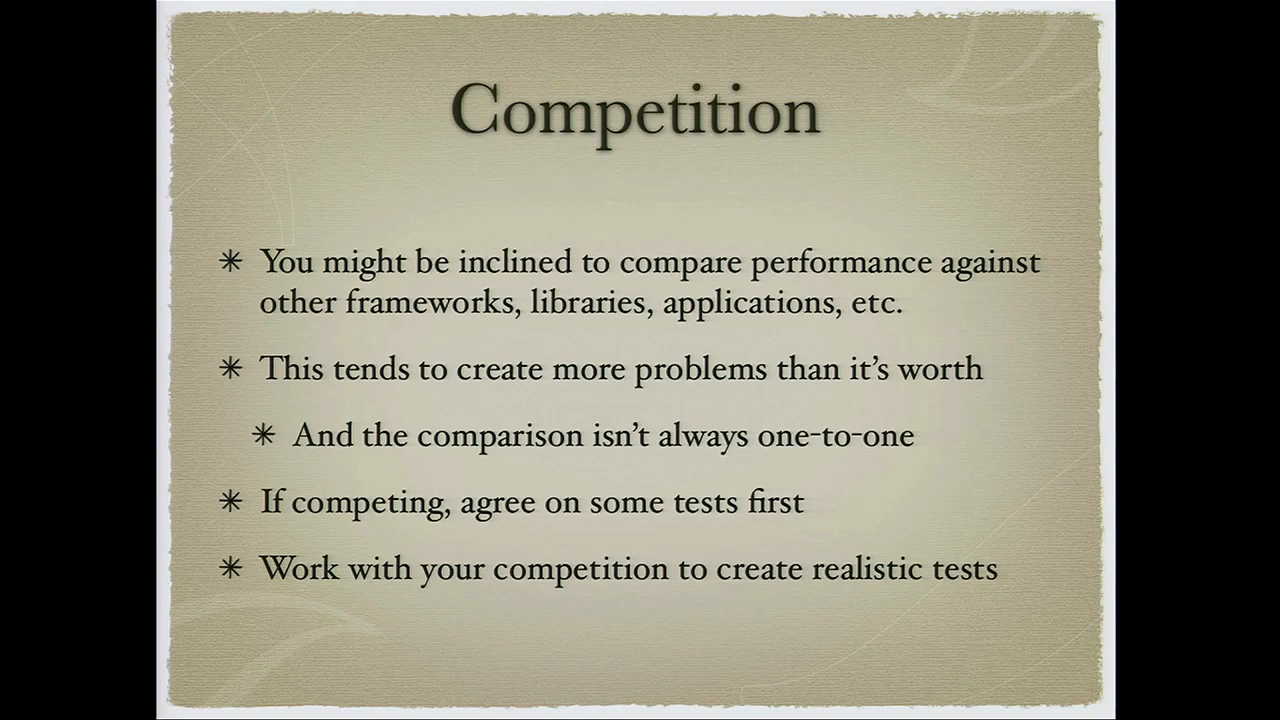 Competition
✳ You might be inclined to compare performance against
other frameworks, libraries, applications, etc.
✳ This tends to create more problems than it’s worth
✳ And the comparison isn’t always one-to-one
✳ If competing, agree on some tests first
✳ Work with your competition to create realistic tests